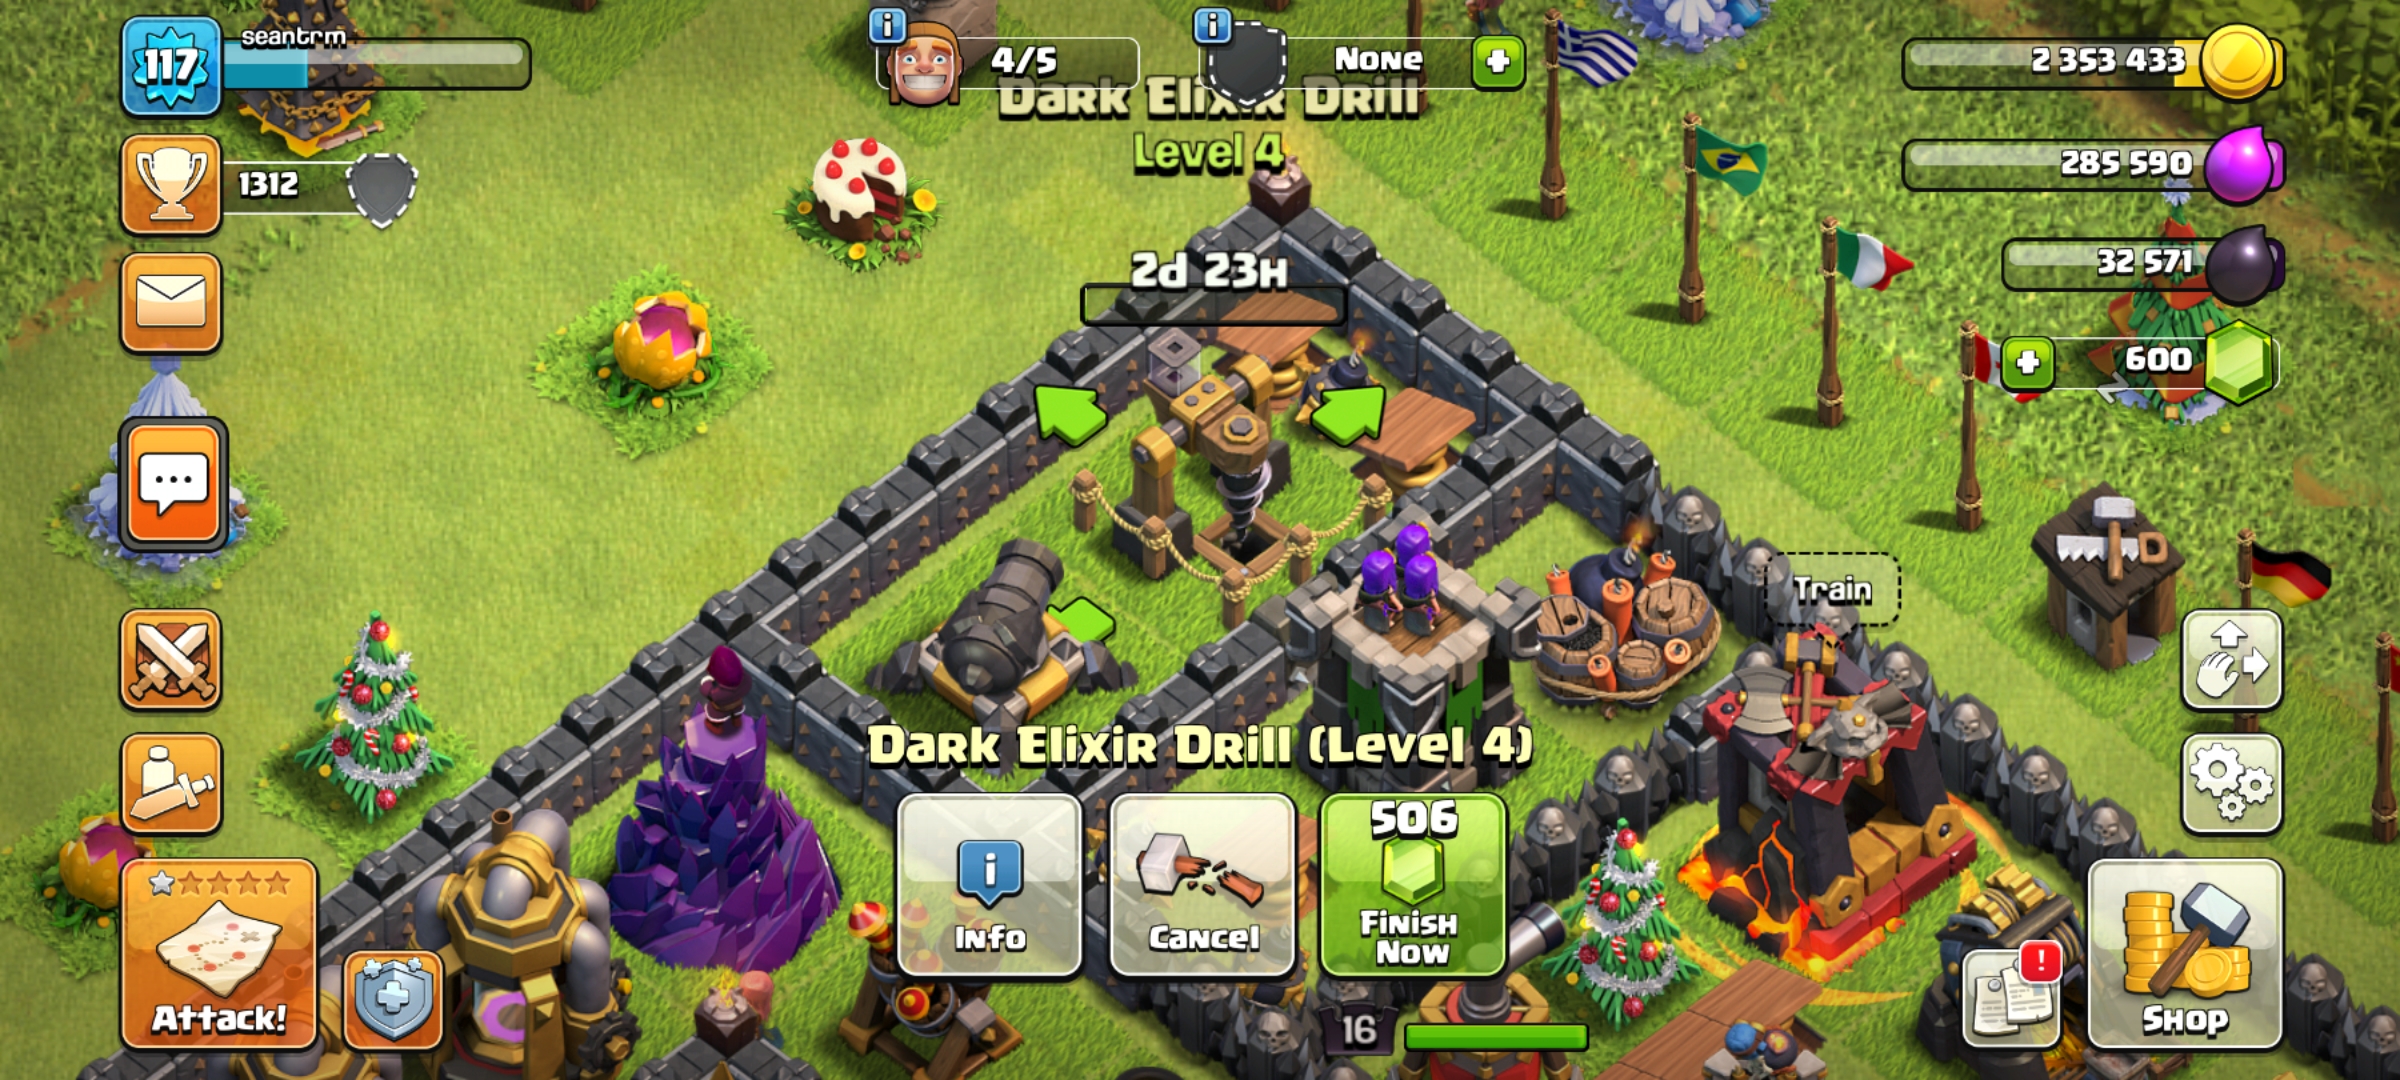 117
seantrm
4/5
None
2 353 433
Dark Elixir Drill
Level 4
1312
285 590
2d 23h
32 571
600
Train
Dark Elixir Drill (Level 4)
Info
Cancel
506
Finish
Now
Attack!
16
!
Shop